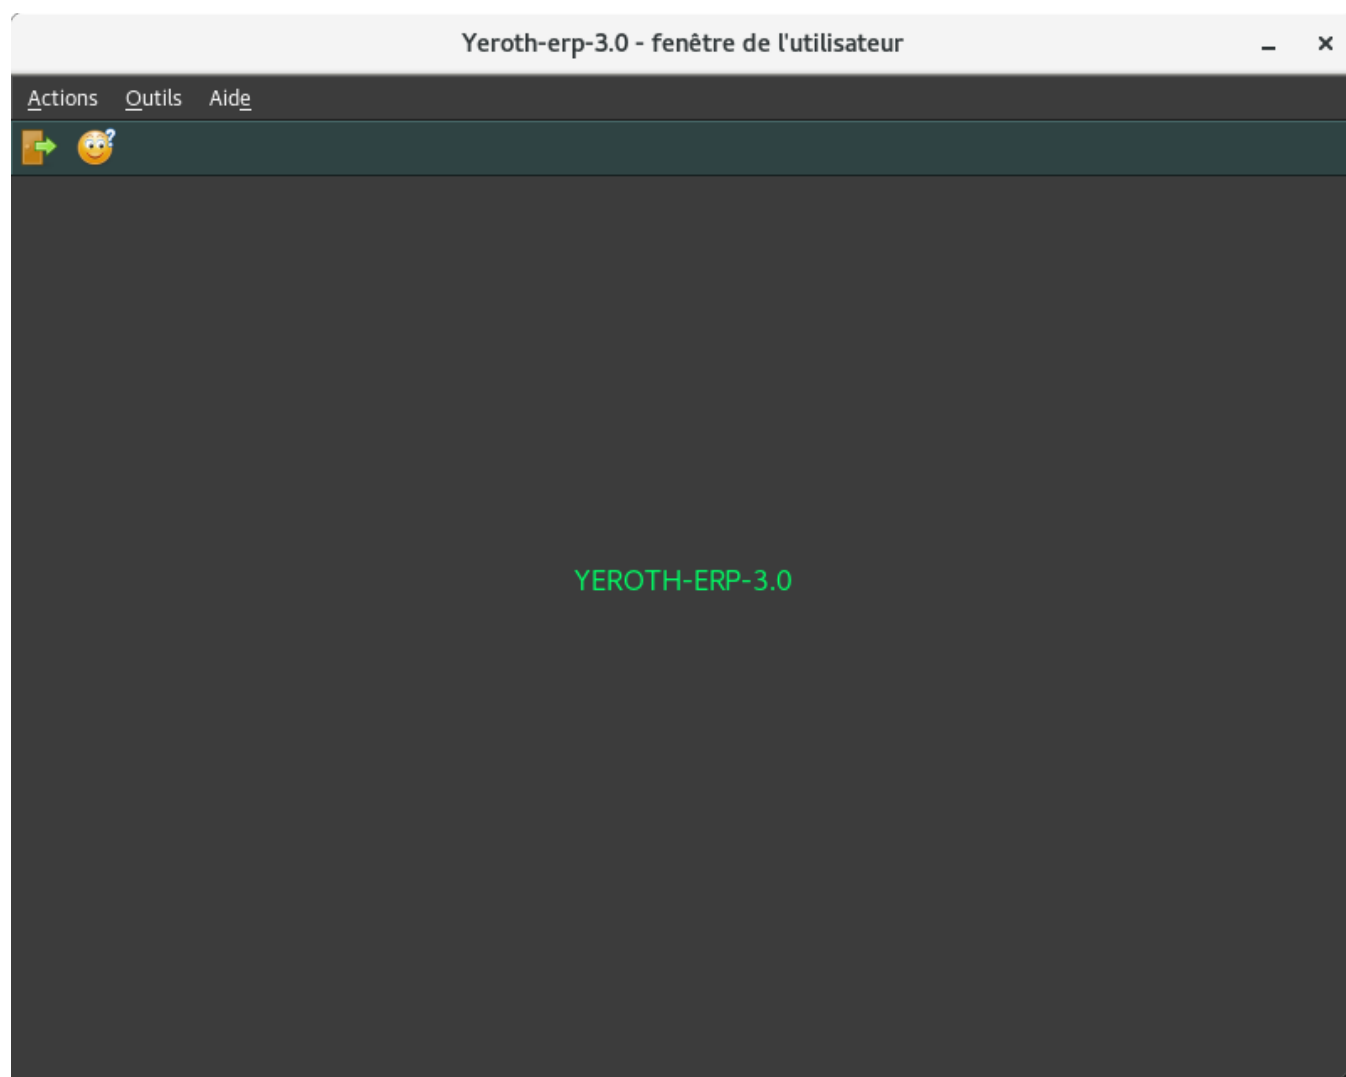 Yeroth-erp-3.0 - fenêtre de l'utilisateur
Actions Outils Aide
YEROTH-ERP-3.0